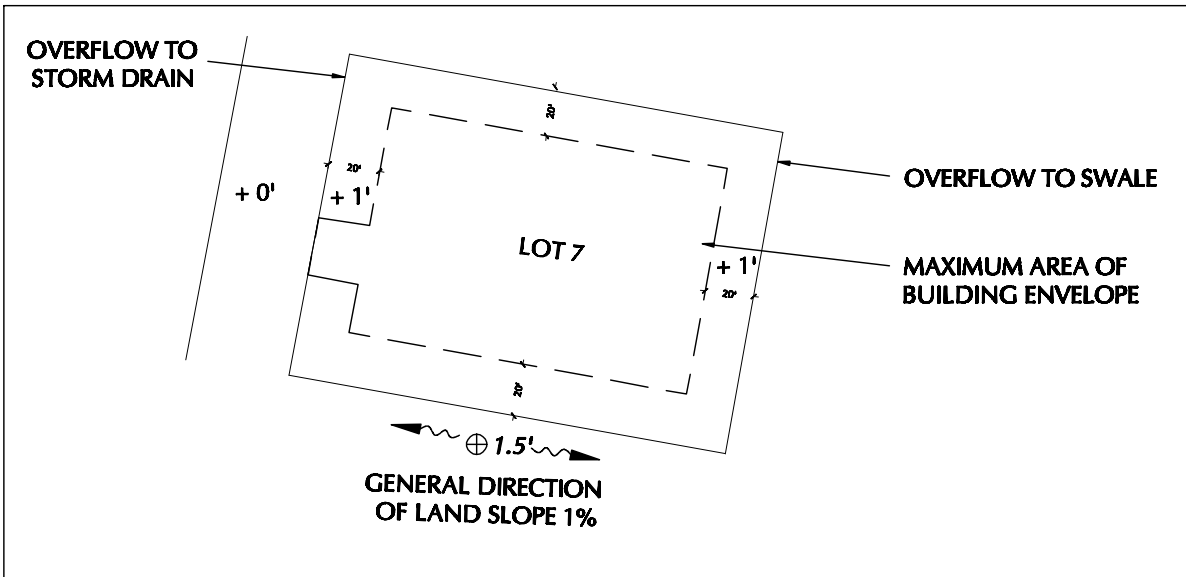 OVERFLOW TO
STORM DRAIN
20'
20'
+ 0'
+ 1'
OVERFLOW TO SWALE
LOT 7
+ 1'
20'
MAXIMUM AREA OF
BUILDING ENVELOPE
20'
1.5'
GENERAL DIRECTION
OF LAND SLOPE 1%